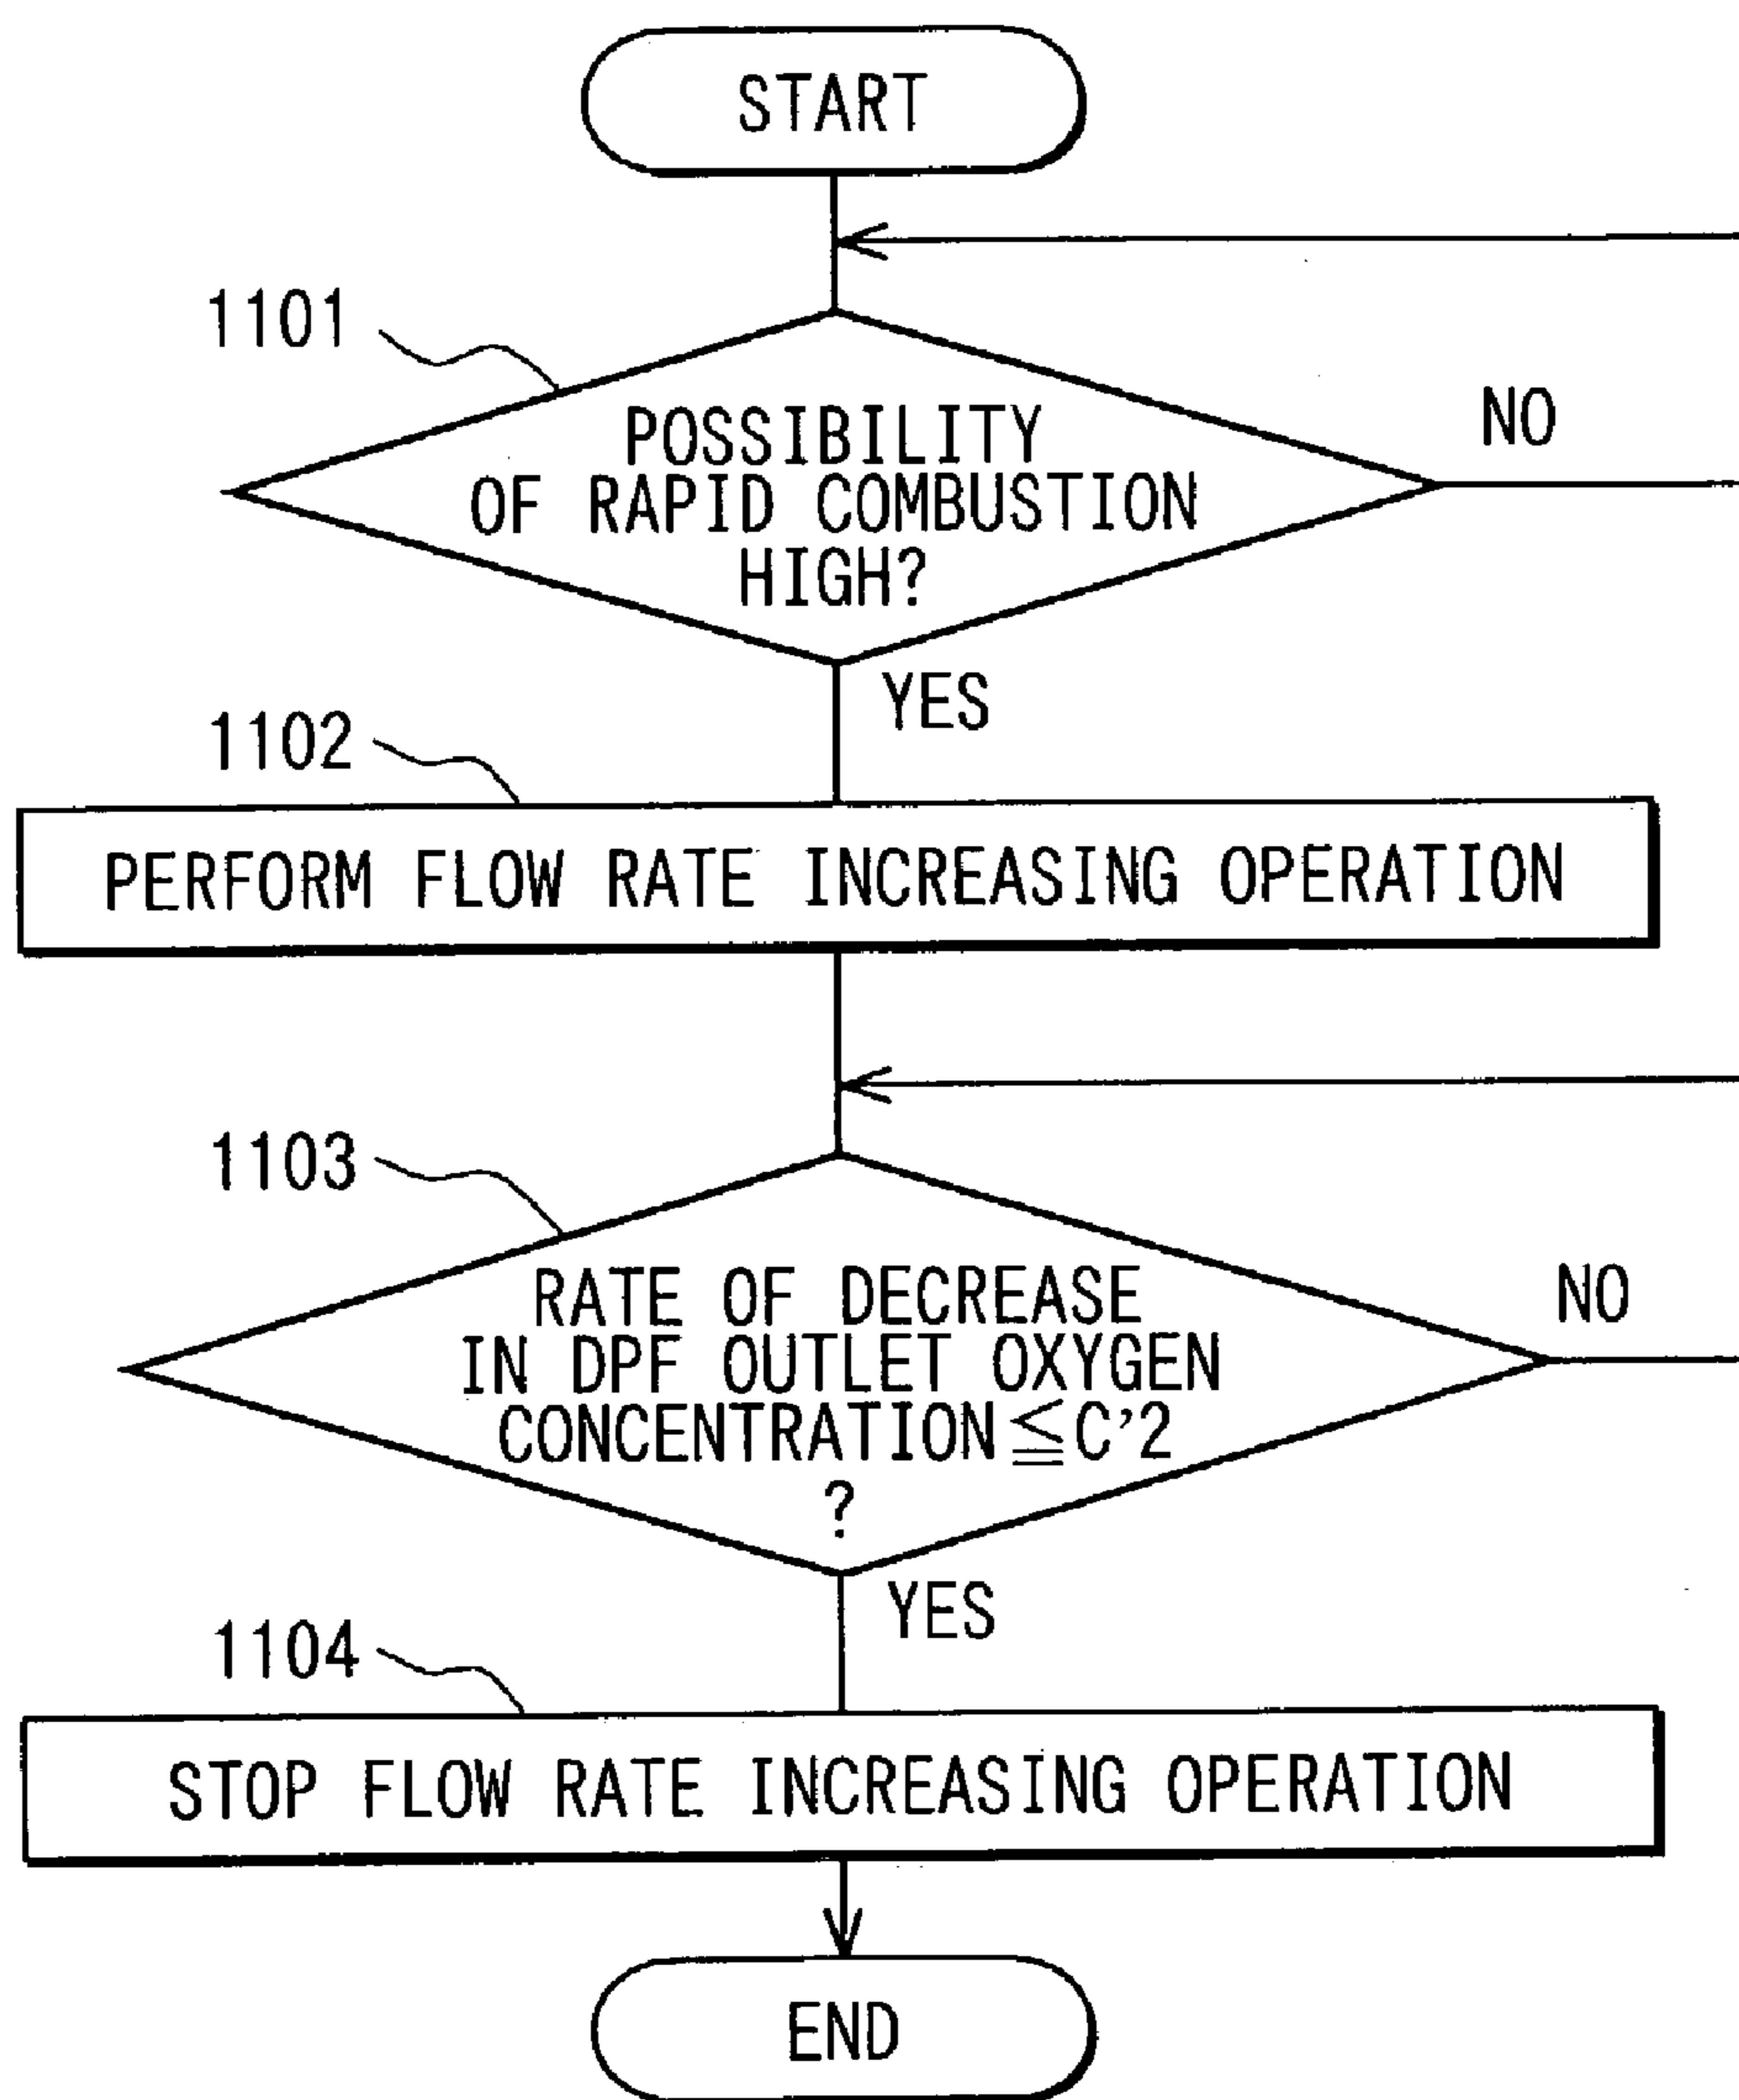 START
1101
POSSIBILITY
OF RAPID COMBUSTION
HIGH?
NO
YES
1102
PERFORM FLOW RATE INCREASING OPERATION
1103
RATE OF DECREASE
IN DPF OUTLET OXYGEN
CONCENTRATION≦C'2
?
NO
YES
1104
STOP FLOW RATE INCREASING OPERATION
END